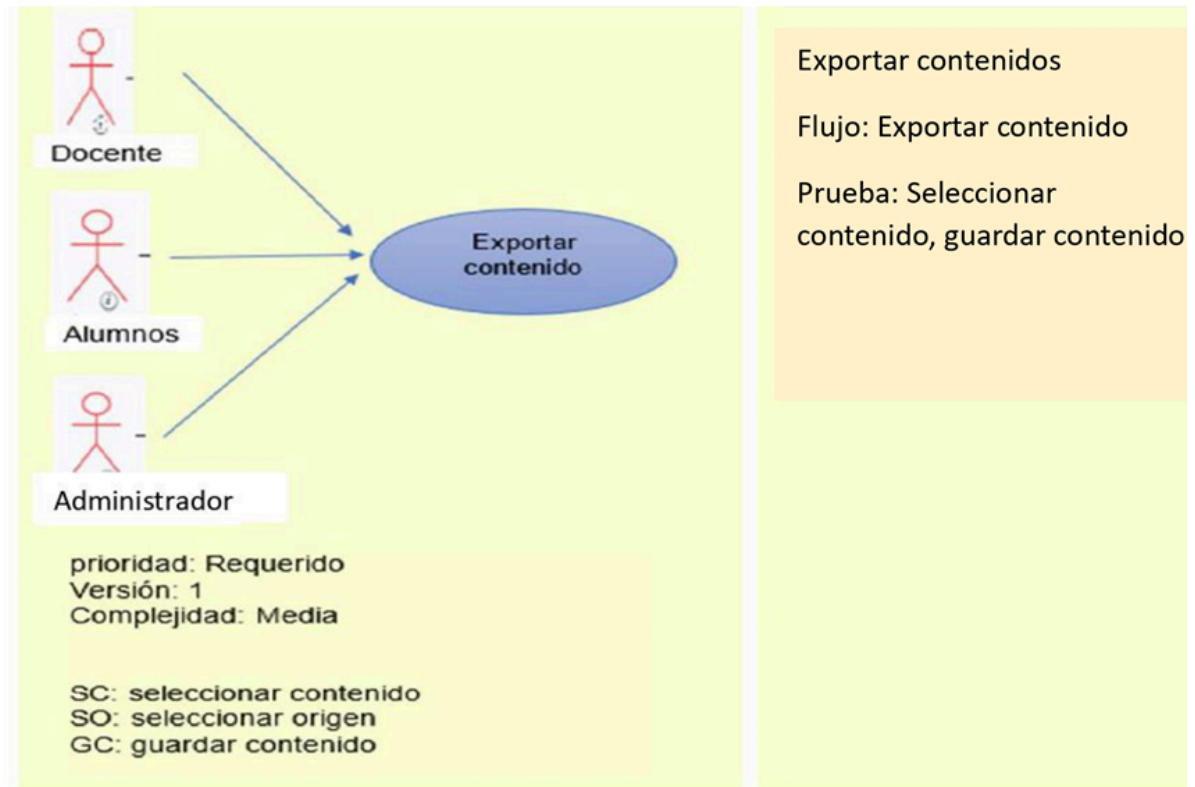 Docente
Alumnos
Administrador
Exportar
contenido
prioridad: Requerido
Versión: 1
Complejidad: Media
SC: seleccionar contenido
SO: seleccionar origen
GC: guardar contenido
Exportar contenidos
Flujo: Exportar contenido
Prueba: Seleccionar
contenido, guardar contenido